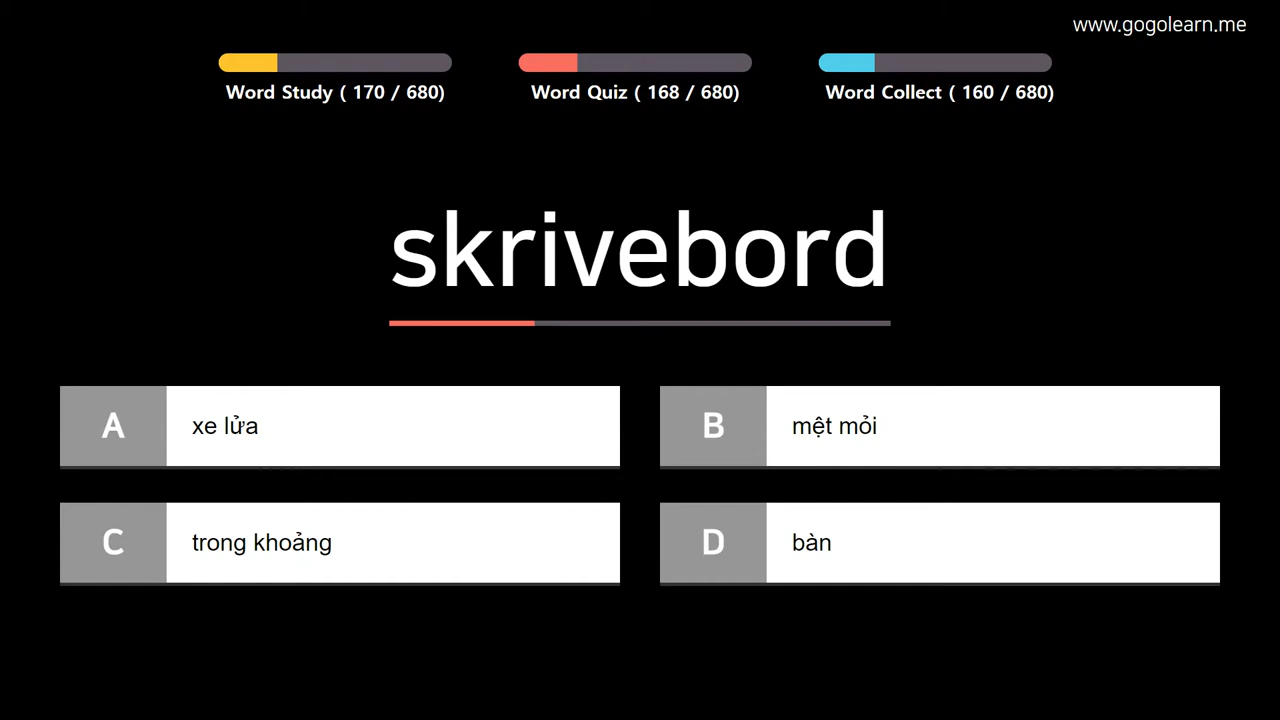 www.gogolearn.me
Word Study ( 170 / 680)
Word Quiz ( 168 / 680)
Word Collect ( 160 / 680)
skrivebord
A xe lửa
B mệt mỏi
C trong khoảng
D bàn